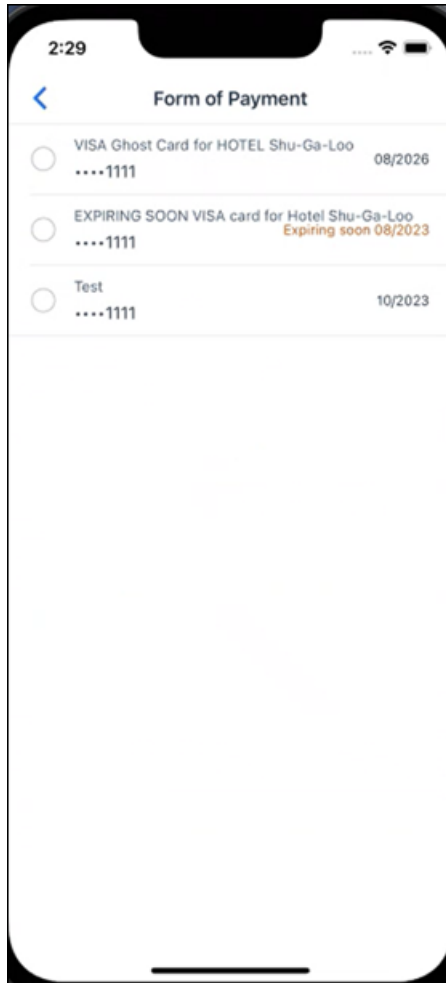 2:29
Form of Payment
VISA Ghost Card for HOTEL Shu-Ga-Loo
••••1111
08/2026
EXPIRING SOON VISA card for Hotel Shu-Ga-Loo
Expiring soon 08/2023
••••1111
Test
••••1111
10/2023